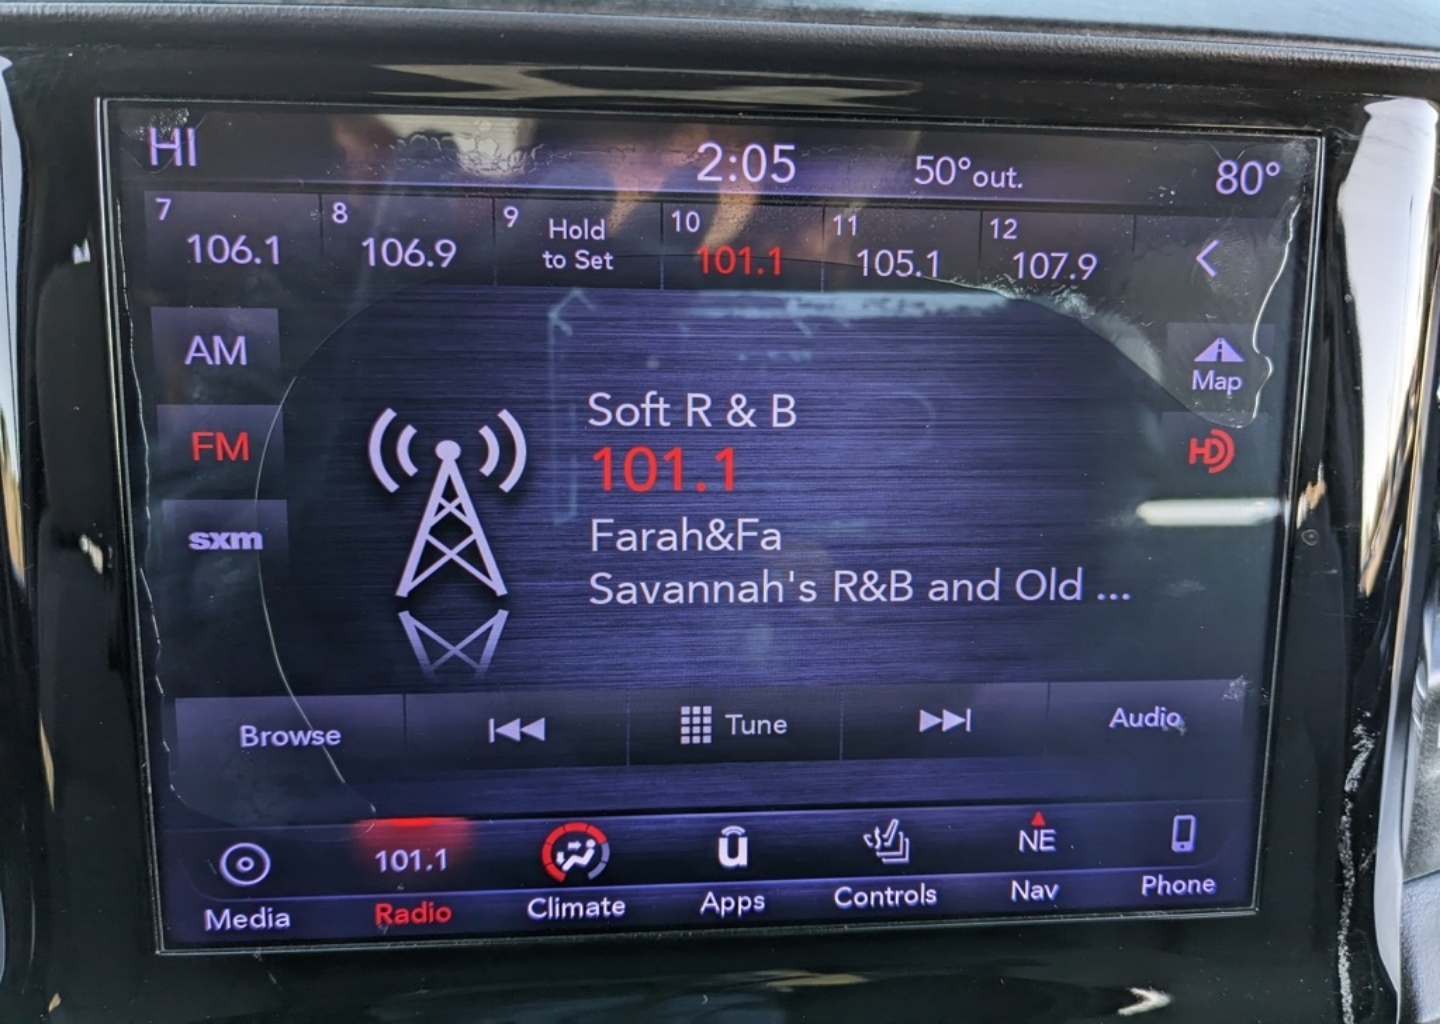 HI 2:05 50°out. 80°
7 8 9 Hold 10 11 12
106.1 106.9 to Set 101.1 105.1 107.9
AM
Map
FM
HD
sxm
Soft R & B
101.1
Farah&Fa
Savannah's R&B and Old ...
Browse Tune Audio
101.1 u NE
Media Radio Climate Apps Controls Nav Phone